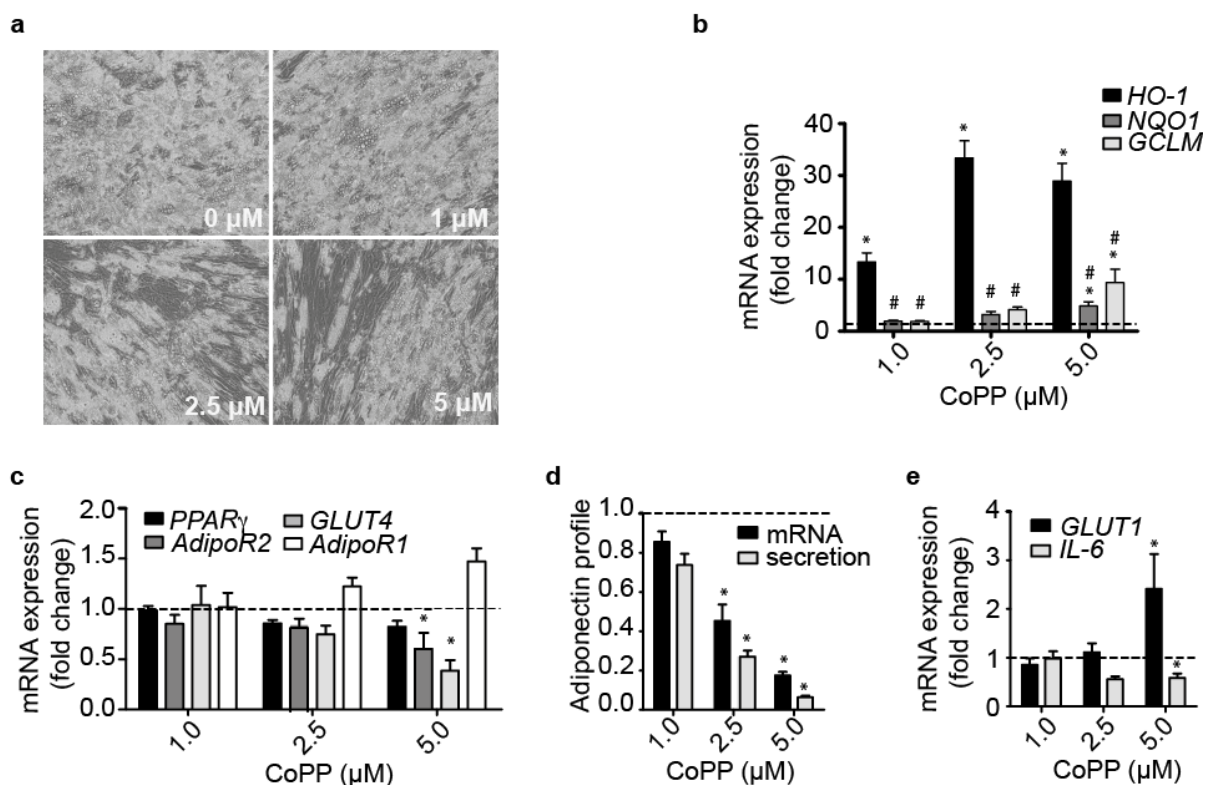 a
0 µM
1 µM
2.5 µM
5 µM
b
HO-1
NQO1
GCLM
mRNA expression
(fold change)
40
30
20
10
0
* # # * # # * # * # *
1.0 2.5 5.0
CoPP (µM)
c
PPARγ GLUT4
AdipoR2 AdipoR1
mRNA expression
(fold change)
2.0
1.5
1.0
0.5
0.0
* *
1.0 2.5 5.0
CoPP (µM)
d
mRNA
secretion
Adiponectin profile
1.0
0.8
0.6
0.4
0.2
0.0
* * * *
1.0 2.5 5.0
CoPP (µM)
e
GLUT1
IL-6
mRNA expression
(fold change)
4
3
2
1
0
* *
1.0 2.5 5.0
CoPP (µM)